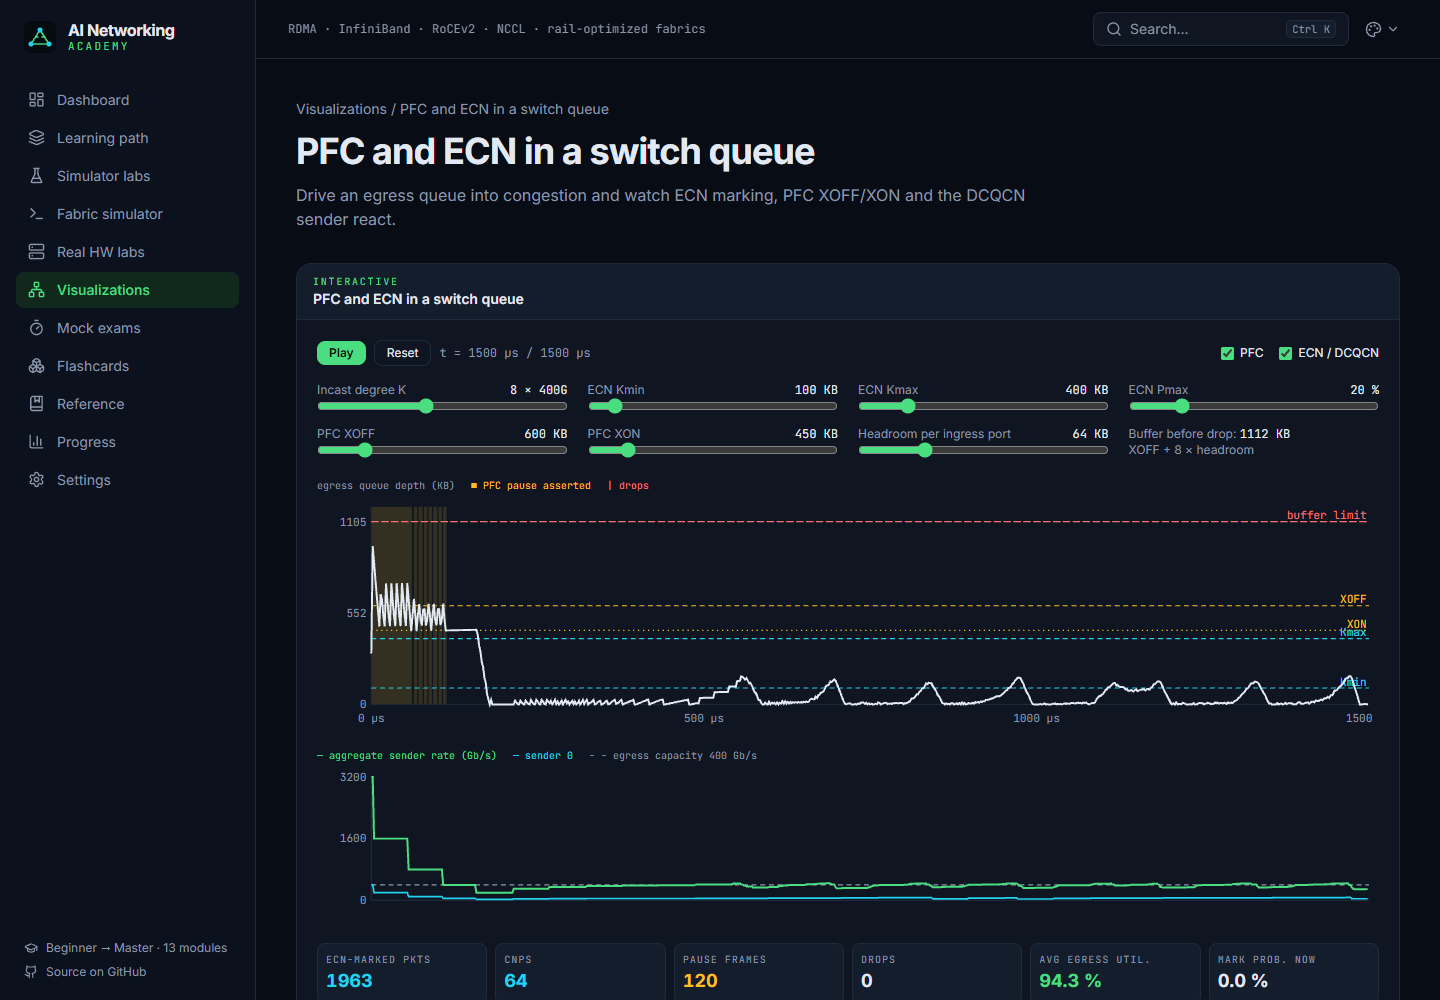 AI Networking
ACADEMY
RDMA · InfiniBand · RoCEv2 · NCCL · rail-optimized fabrics
Search...
Ctrl K
Dashboard
Learning path
Simulator labs
Fabric simulator
Real HW labs
Visualizations
Mock exams
Flashcards
Reference
Progress
Settings
Beginner → Master · 13 modules
Source on GitHub
Visualizations / PFC and ECN in a switch queue
PFC and ECN in a switch queue
Drive an egress queue into congestion and watch ECN marking, PFC XOFF/XON and the DCQCN
sender react.
INTERACTIVE
PFC and ECN in a switch queue
Play Reset t = 1500 µs / 1500 µs PFC ECN / DCQCN
Incast degree K 8 × 400G ECN Kmin 100 KB ECN Kmax 400 KB ECN Pmax 20 %
PFC XOFF 600 KB PFC XON 450 KB Headroom per ingress port 64 KB Buffer before drop: 1112 KB
XOFF + 8 × headroom
egress queue depth (KB) ■ PFC pause asserted | drops
buffer limit
1105
XOFF
552
XON
Kmax
Kmin
0
0 µs 500 µs 1000 µs 1500
— aggregate sender rate (Gb/s) — sender 0 - - egress capacity 400 Gb/s
3200
1600
0
ECN-MARKED PKTS CNPS PAUSE FRAMES DROPS AVG EGRESS UTIL. MARK PROB. NOW
1963 64 120 0 94.3 % 0.0 %